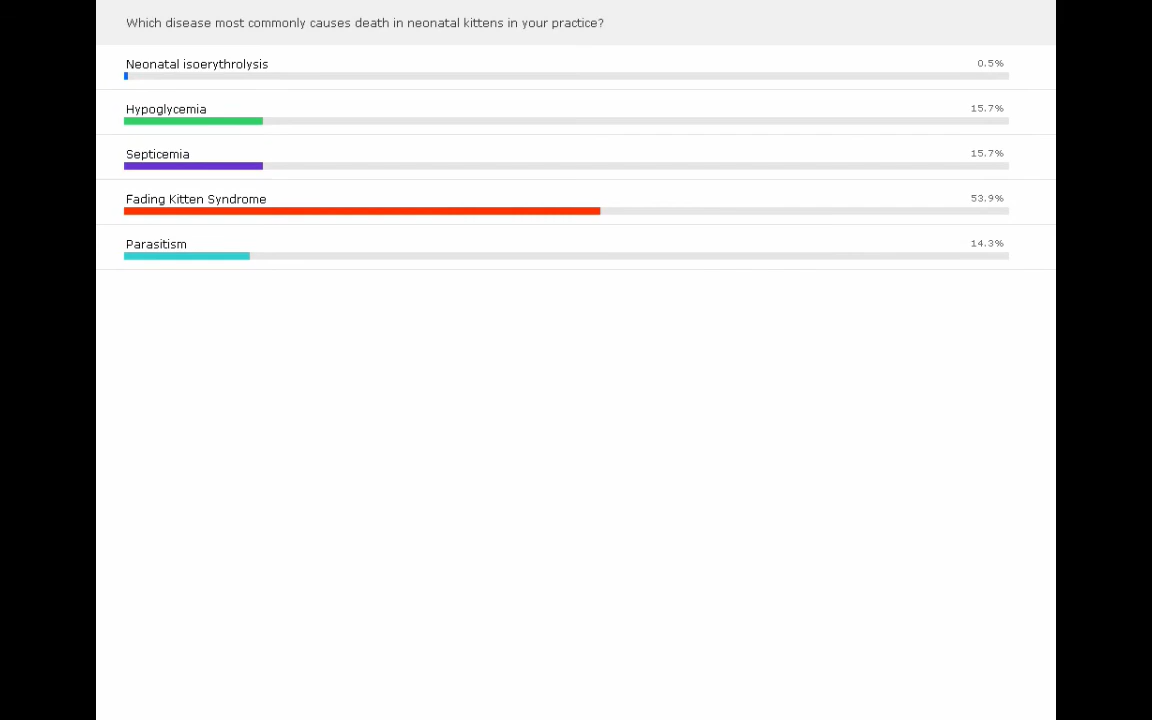 Which disease most commonly causes death in neonatal kittens in your practice?
Neonatal isoerythrolysis 0.5%
Hypoglycemia 15.7%
Septicemia 15.7%
Fading Kitten Syndrome 53.9%
Parasitism 14.3%